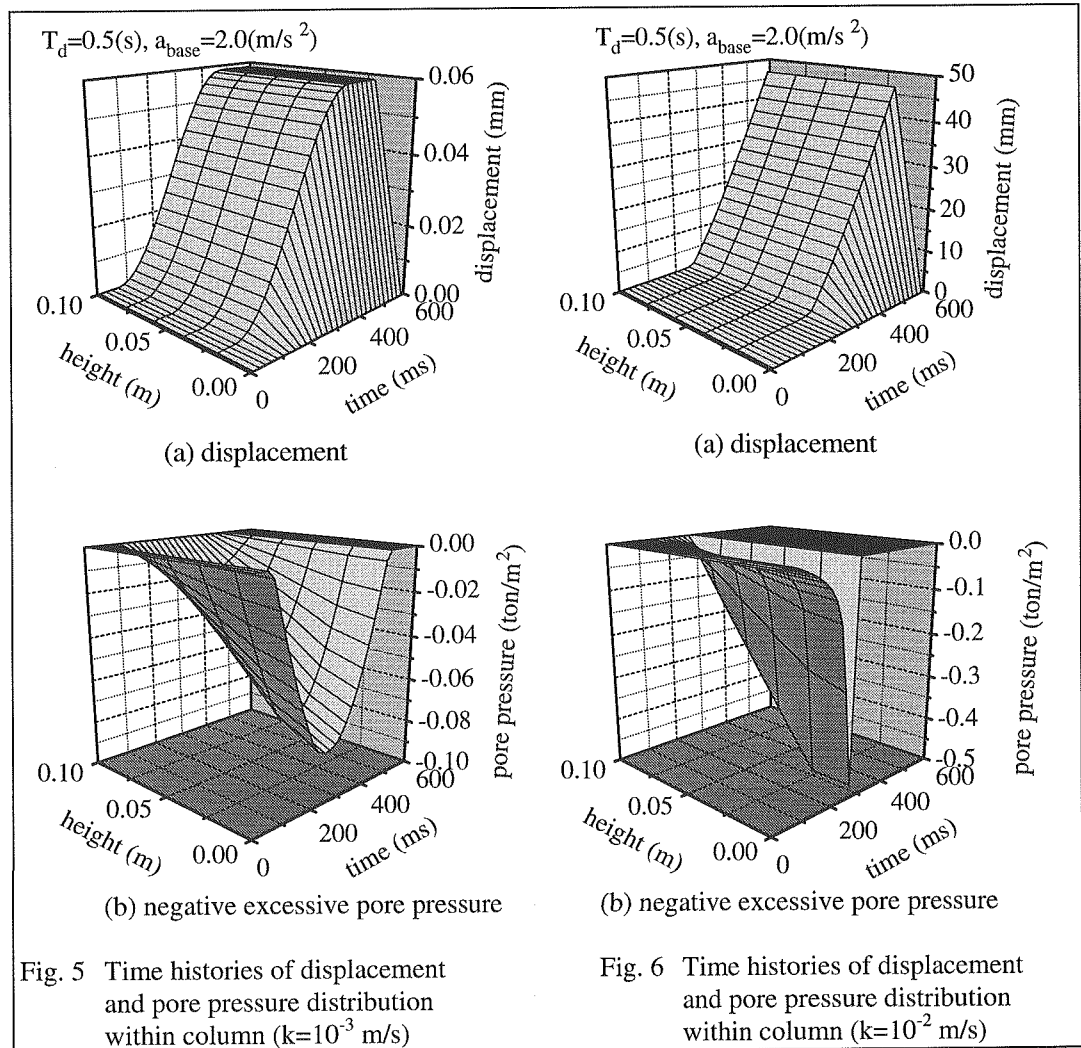 T_d=0.5(s), a_base=2.0(m/s ²)
0.06
0.04
0.02
0.00
displacement (mm)
0.10
0.05
0.00
height (m)
0
200
400
600
time (ms)
(a) displacement
T_d=0.5(s), a_base=2.0(m/s ²)
50
40
30
20
10
0
displacement (mm)
0.10
0.05
0.00
height (m)
0
200
400
600
time (ms)
(a) displacement
0.00
-0.02
-0.04
-0.06
-0.08
-0.10
pore pressure (ton/m²)
0.10
0.05
0.00
height (m)
0
200
400
600
time (ms)
(b) negative excessive pore pressure
0.0
-0.1
-0.2
-0.3
-0.4
-0.5
pore pressure (ton/m²)
0.10
0.05
0.00
height (m)
0
200
400
600
time (ms)
(b) negative excessive pore pressure
Fig. 5 Time histories of displacement
and pore pressure distribution
within column (k=10⁻³ m/s)
Fig. 6 Time histories of displacement
and pore pressure distribution
within column (k=10⁻² m/s)